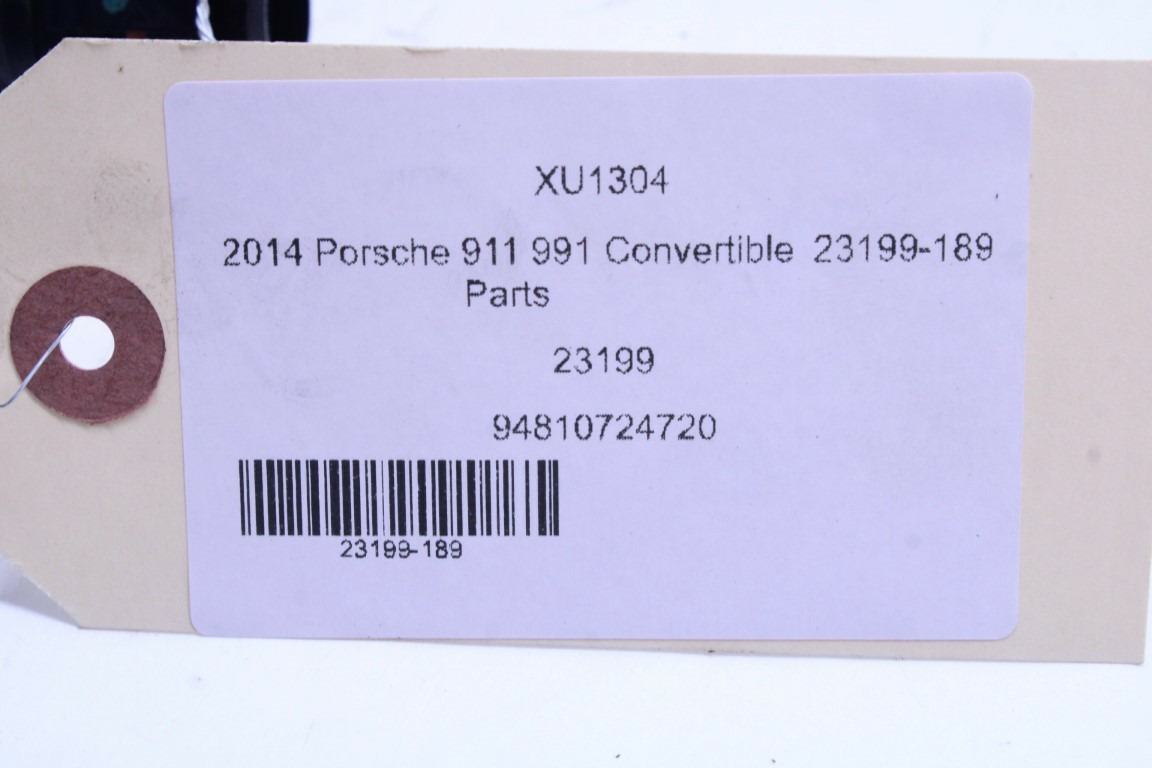 XU1304
2014 Porsche 911 991 Convertible 23199-189
Parts
23199
94810724720
23199-189